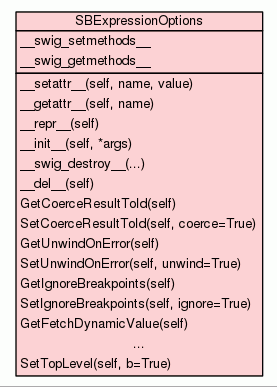 SBExpressionOptions
__swig_setmethods__
__swig_getmethods__
__setattr__(self, name, value)
__getattr__(self, name)
__repr__(self)
__init__(self, *args)
__swig_destroy__(...)
__del__(self)
GetCoerceResultToId(self)
SetCoerceResultToId(self, coerce=True)
GetUnwindOnError(self)
SetUnwindOnError(self, unwind=True)
GetIgnoreBreakpoints(self)
SetIgnoreBreakpoints(self, ignore=True)
GetFetchDynamicValue(self)
...
SetTopLevel(self, b=True)